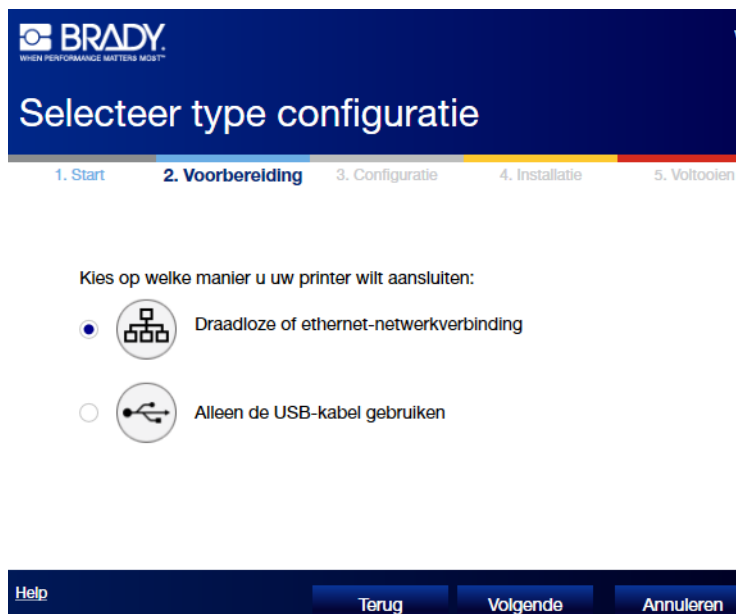 BRADY.
WHEN PERFORMANCE MATTERS MOST™
Selecteer type configuratie
1. Start 2. Voorbereiding 3. Configuratie 4. Installatie 5. Voltooien
Kies op welke manier u uw printer wilt aansluiten:
Draadloze of ethernet-netwerkverbinding
Alleen de USB-kabel gebruiken
Help Terug Volgende Annuleren